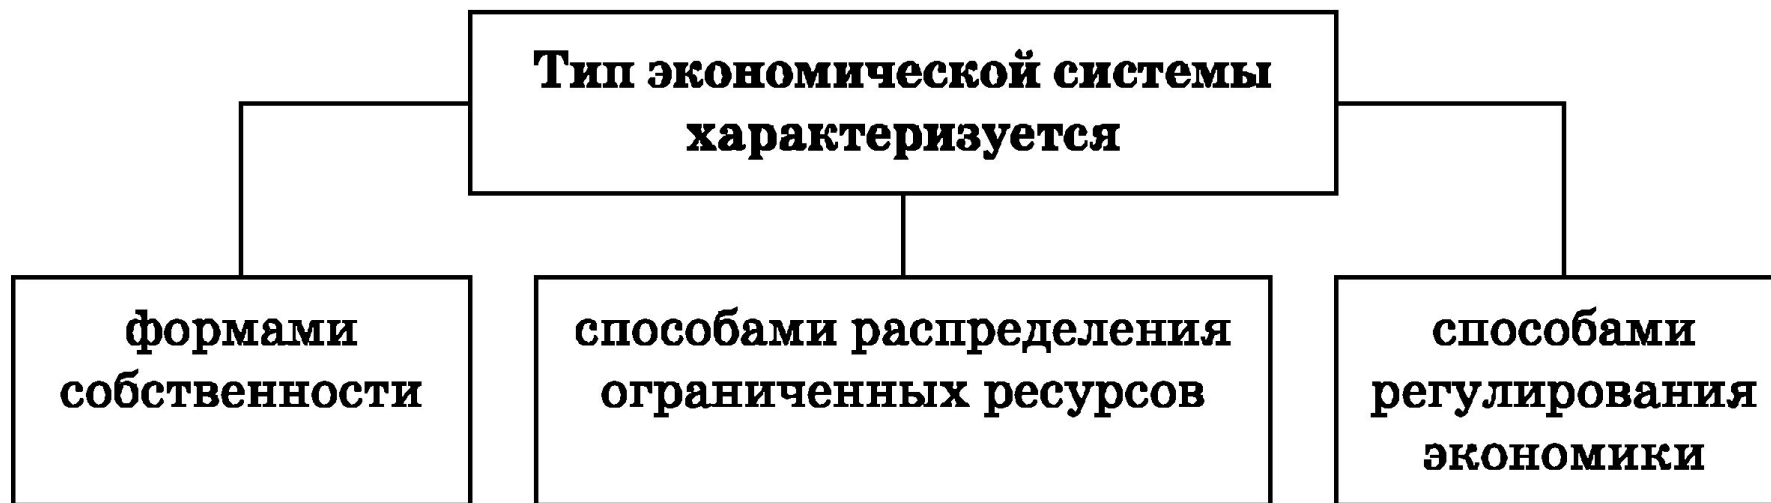 Тип экономической системы
характеризуется
формами
собственности
способами распределения
ограниченных ресурсов
способами
регулирования
экономики